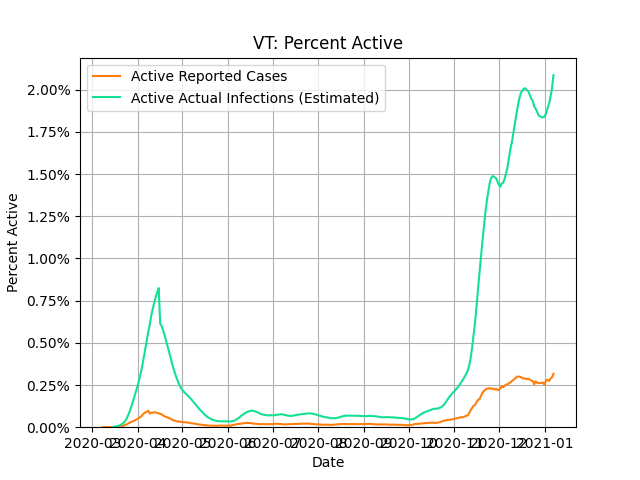 VT: Percent Active
Active Reported Cases
Active Actual Infections (Estimated)
2.00%
1.75%
1.50%
1.25%
1.00%
0.75%
0.50%
0.25%
0.00%
Percent Active
2020-03 2020-04 2020-05 2020-06 2020-07 2020-08 2020-09 2020-10 2020-11 2020-12 2021-01
Date